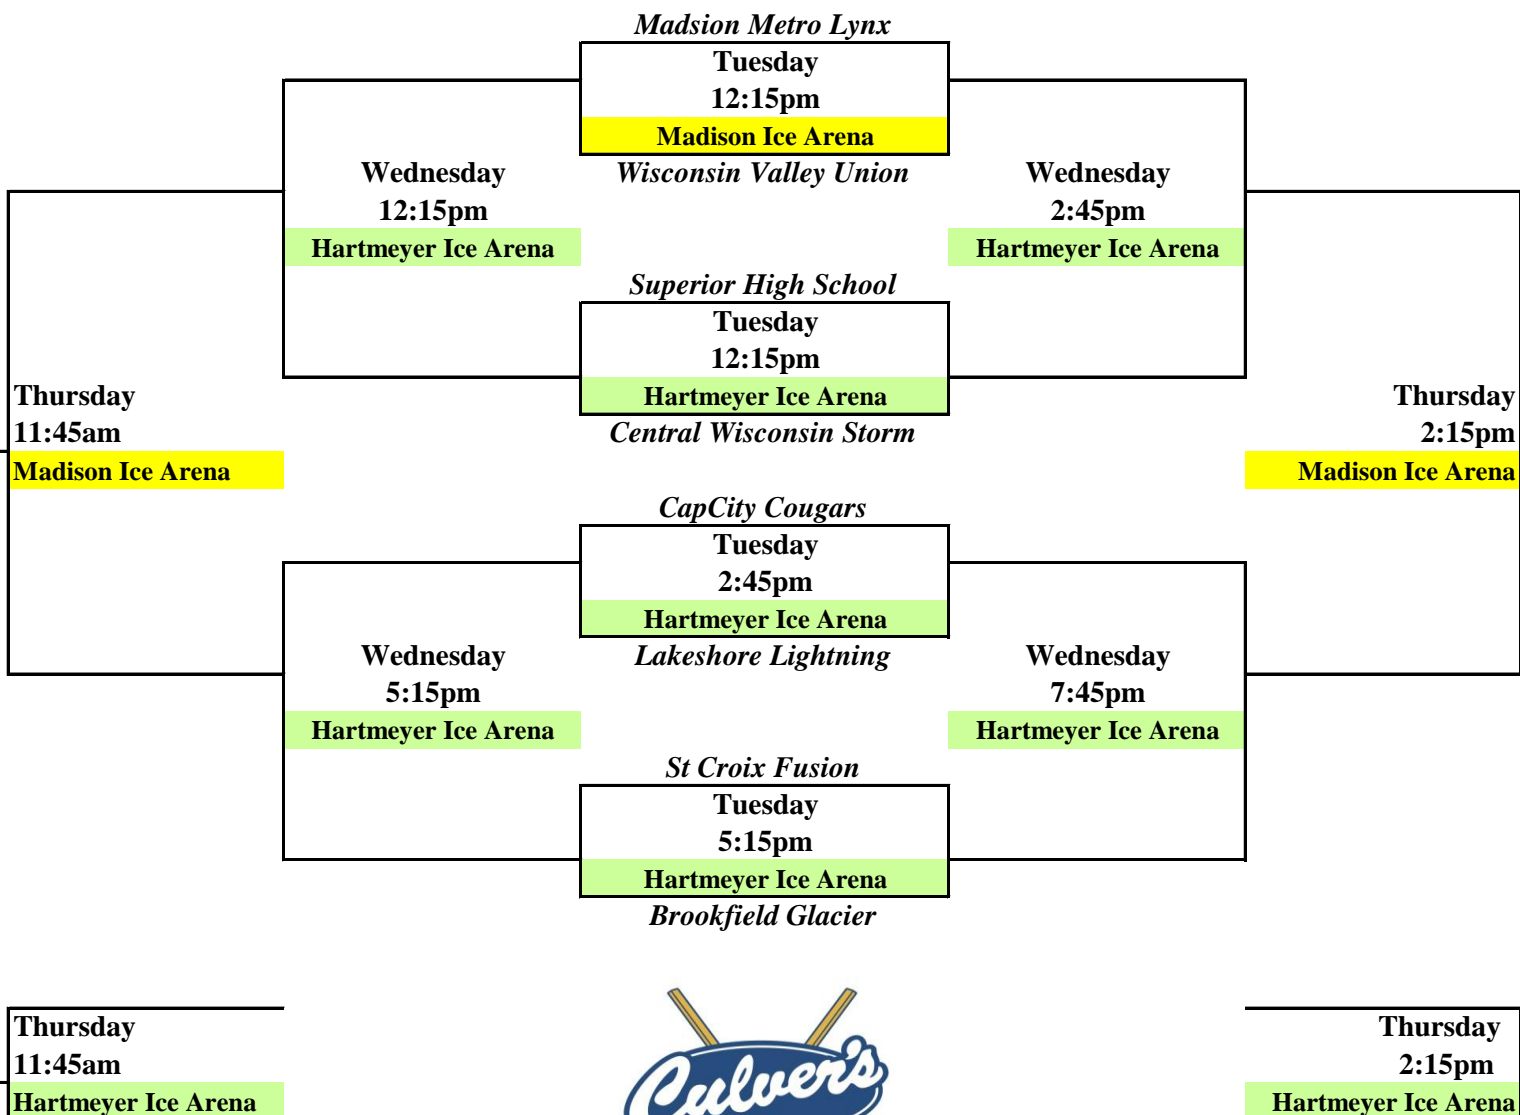 Madsion Metro Lynx
Tuesday
12:15pm
Madison Ice Arena
Wisconsin Valley Union
Wednesday
12:15pm
Hartmeyer Ice Arena
Wednesday
2:45pm
Hartmeyer Ice Arena
Superior High School
Tuesday
12:15pm
Hartmeyer Ice Arena
Central Wisconsin Storm
Thursday
11:45am
Madison Ice Arena
Thursday
2:15pm
Madison Ice Arena
CapCity Cougars
Tuesday
2:45pm
Hartmeyer Ice Arena
Lakeshore Lightning
Wednesday
5:15pm
Hartmeyer Ice Arena
Wednesday
7:45pm
Hartmeyer Ice Arena
St Croix Fusion
Tuesday
5:15pm
Hartmeyer Ice Arena
Brookfield Glacier
Thursday
11:45am
Hartmeyer Ice Arena
Culver's
Thursday
2:15pm
Hartmeyer Ice Arena